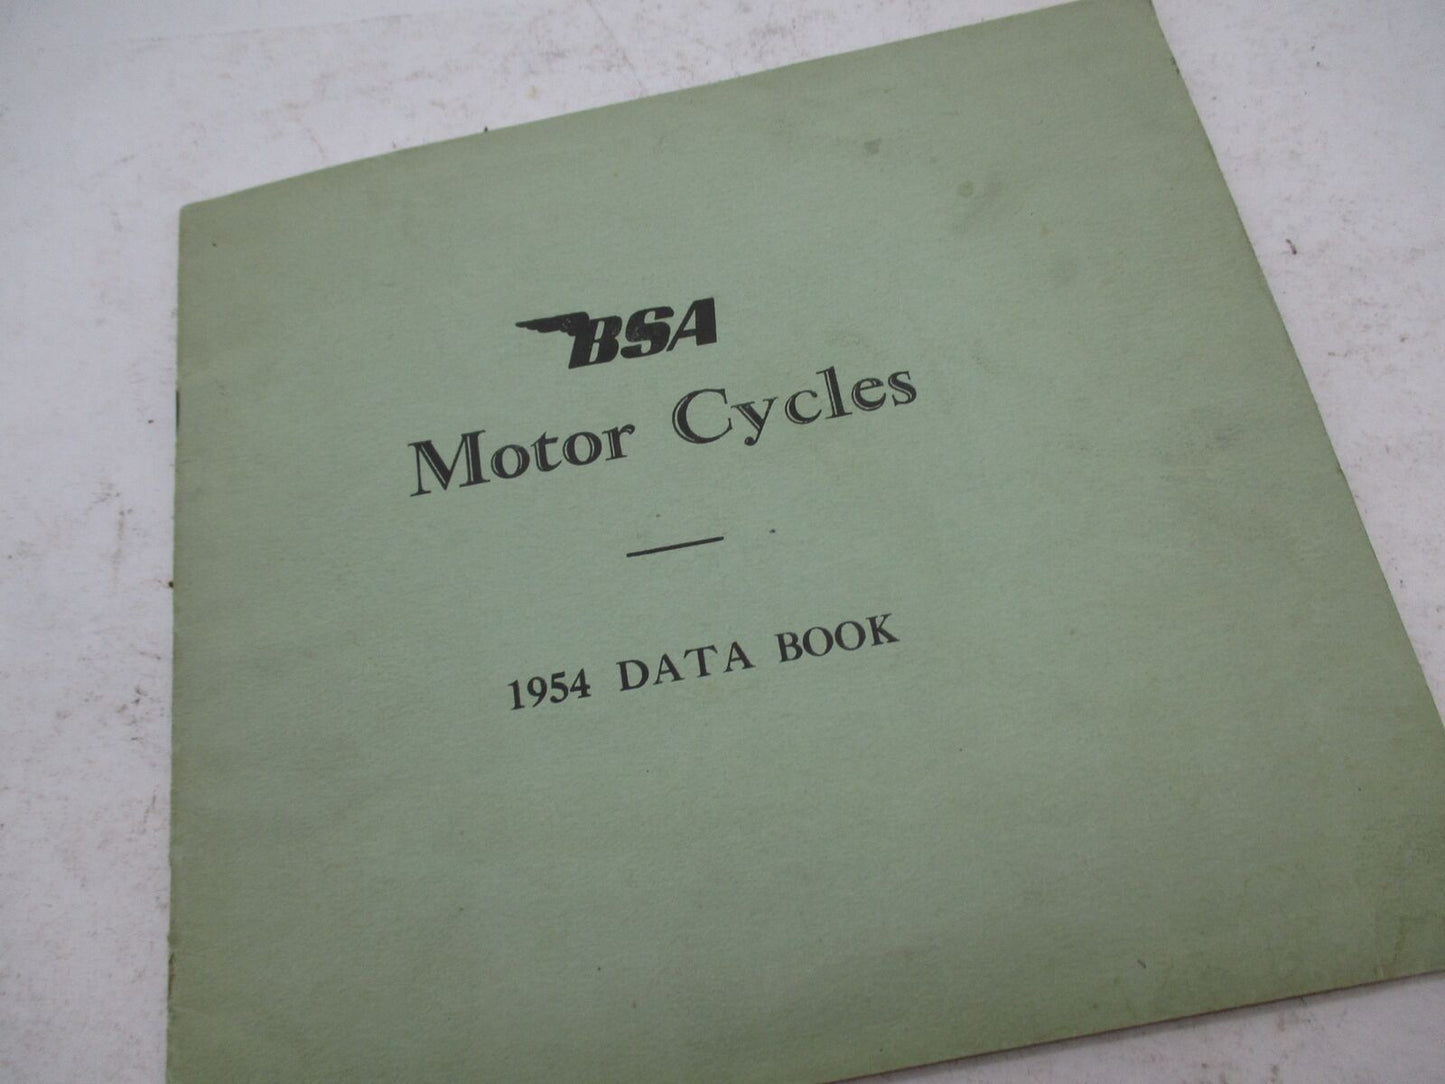 BSA
Motor Cycles
1954 DATA BOOK